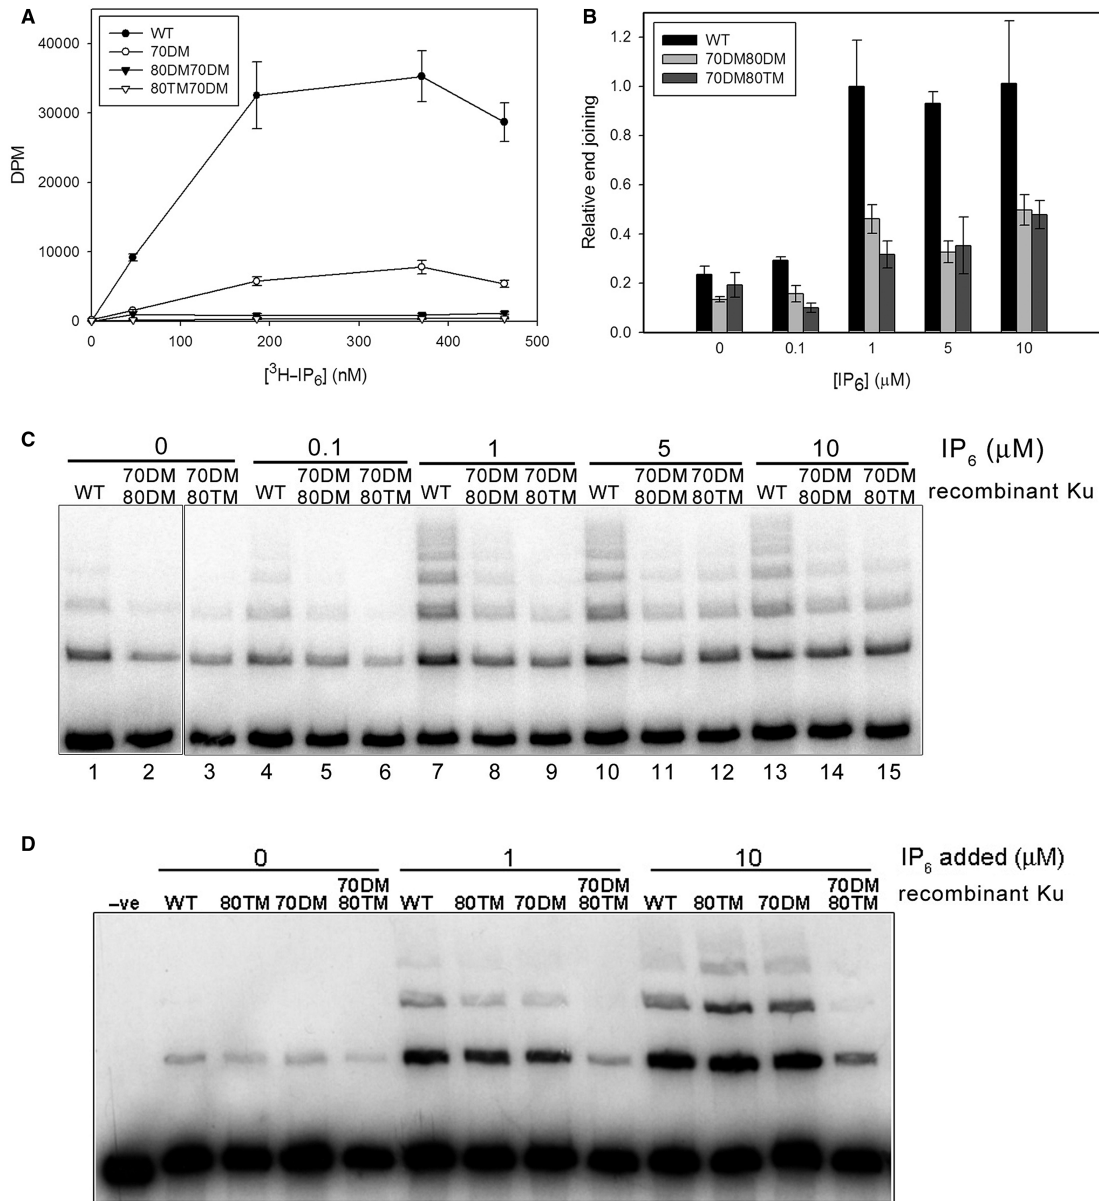 A
WT
70DM
80DM70DM
80TM70DM
40000
30000
20000
10000
0
DPM
0 100 200 300 400 500
[³H–IP₆] (nM)
B
WT
70DM80DM
70DM80TM
1.2
1.0
0.8
0.6
0.4
0.2
0.0
Relative end joining
0 0.1 1 5 10
[IP₆] (μM)
C
0 0.1 1 5 10 IP₆ (μM)
70DM 70DM 70DM 70DM 70DM 70DM 70DM 70DM 70DM 70DM
WT 80DM 80TM WT 80DM 80TM WT 80DM 80TM WT 80DM 80TM WT 80DM 80TM recombinant Ku
1 2 3 4 5 6 7 8 9 10 11 12 13 14 15
D
0 1 10 IP₆ added (μM)
70DM 70DM 70DM
–ve WT 80TM 70DM 80TM WT 80TM 70DM 80TM WT 80TM 70DM 80TM recombinant Ku